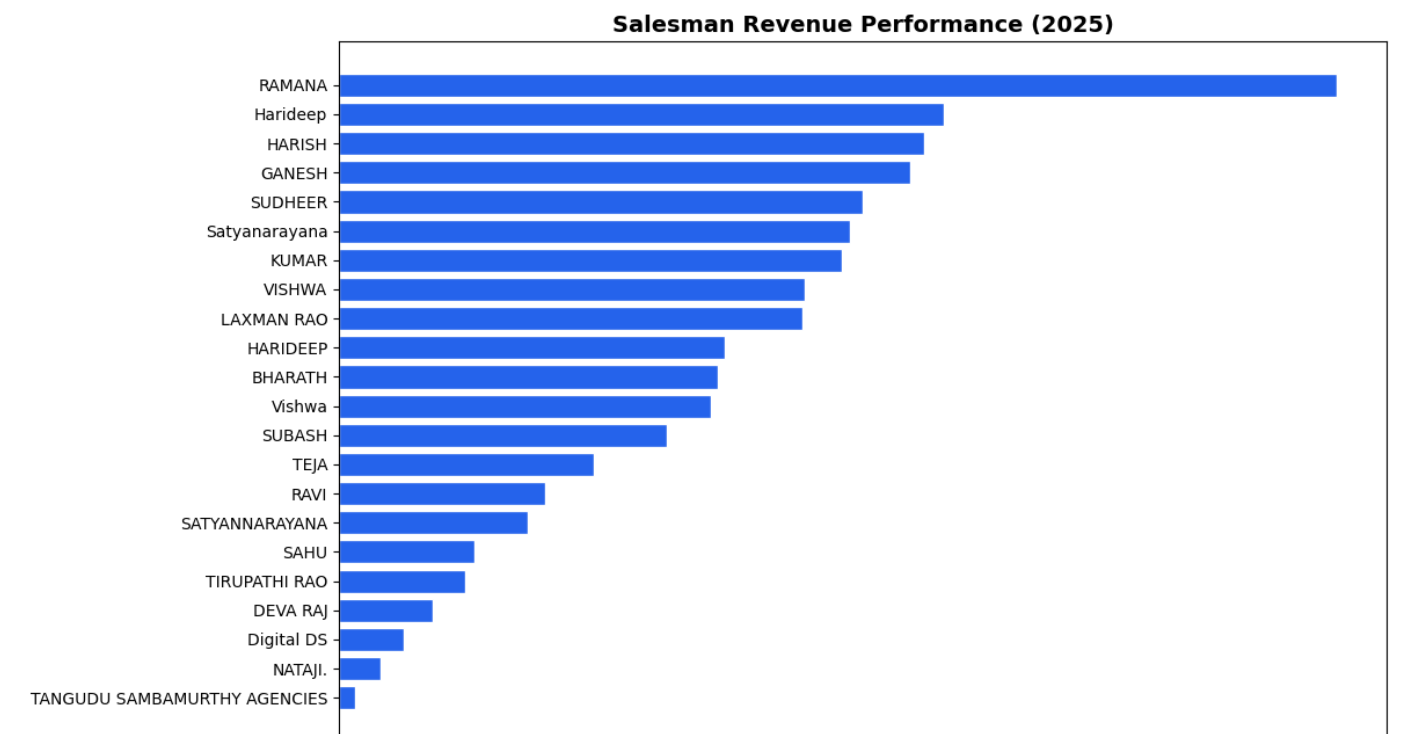 Salesman Revenue Performance (2025)
RAMANA
Harideep
HARISH
GANESH
SUDHEER
Satyanarayana
KUMAR
VISHWA
LAXMAN RAO
HARIDEEP
BHARATH
Vishwa
SUBASH
TEJA
RAVI
SATYANNARAYANA
SAHU
TIRUPATHI RAO
DEVA RAJ
Digital DS
NATAJI.
TANGUDU SAMBAMURTHY AGENCIES